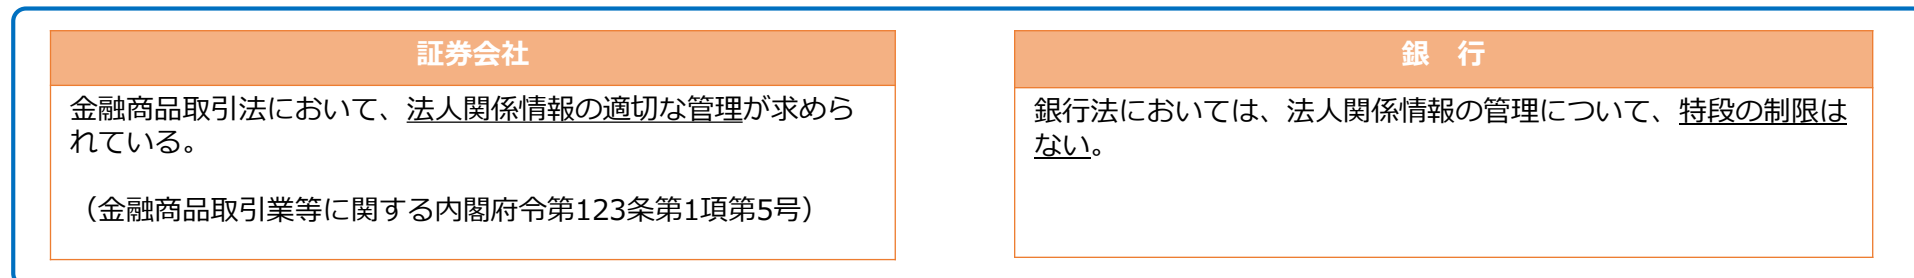 証券会社
金融商品取引法において、法人関係情報の適切な管理が求めら
れている。
（金融商品取引業等に関する内閣府令第123条第1項第5号）
銀　行
銀行法においては、法人関係情報の管理について、特段の制限は
ない。